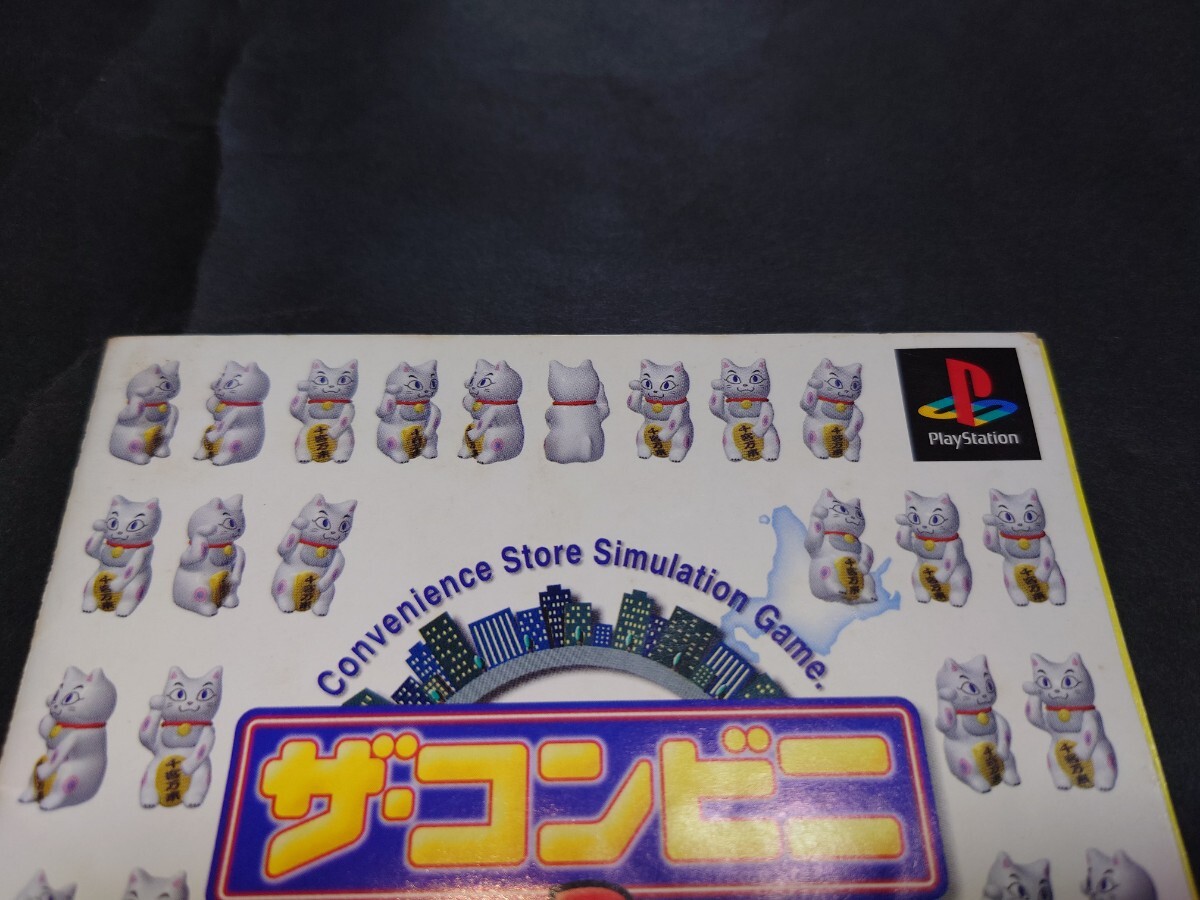 PlayStation
Convenience Store Simulation Game.
ザ・コンビニ